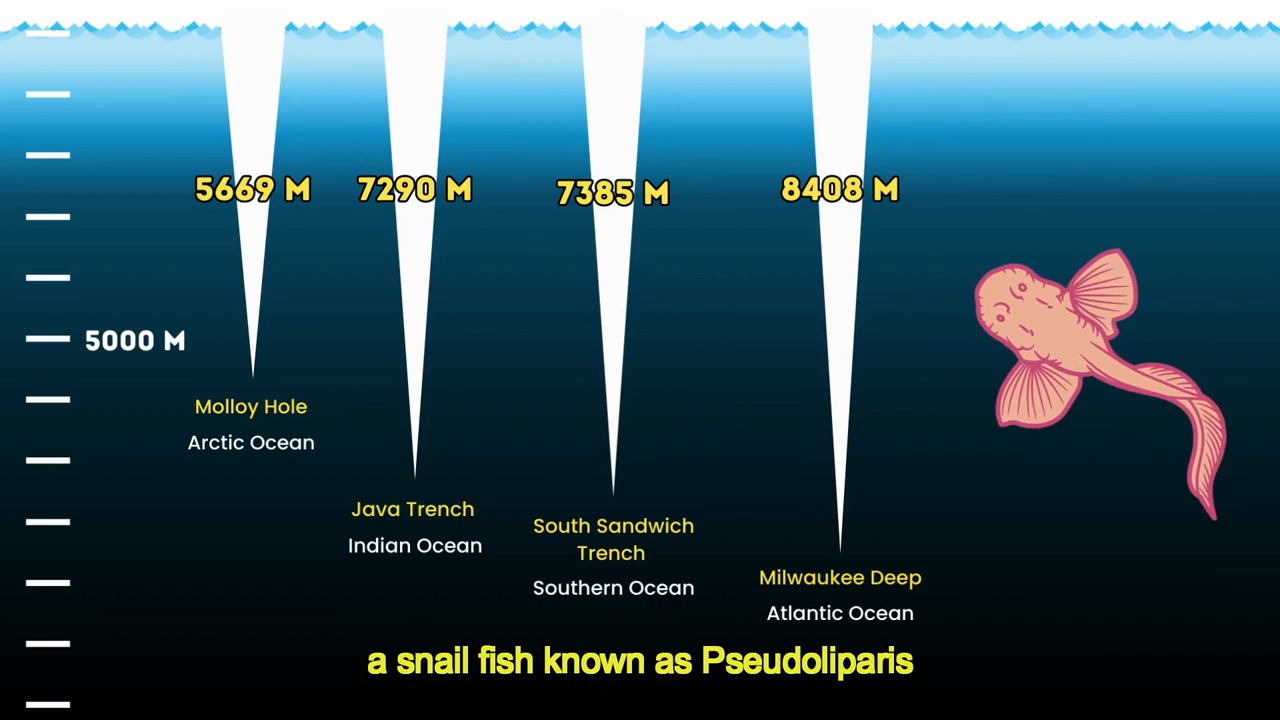 5669 M
7290 M
7385 M
8408 M
5000 M
Molloy Hole
Arctic Ocean
Java Trench
Indian Ocean
South Sandwich
Trench
Southern Ocean
Milwaukee Deep
Atlantic Ocean
a snail fish known as Pseudoliparis